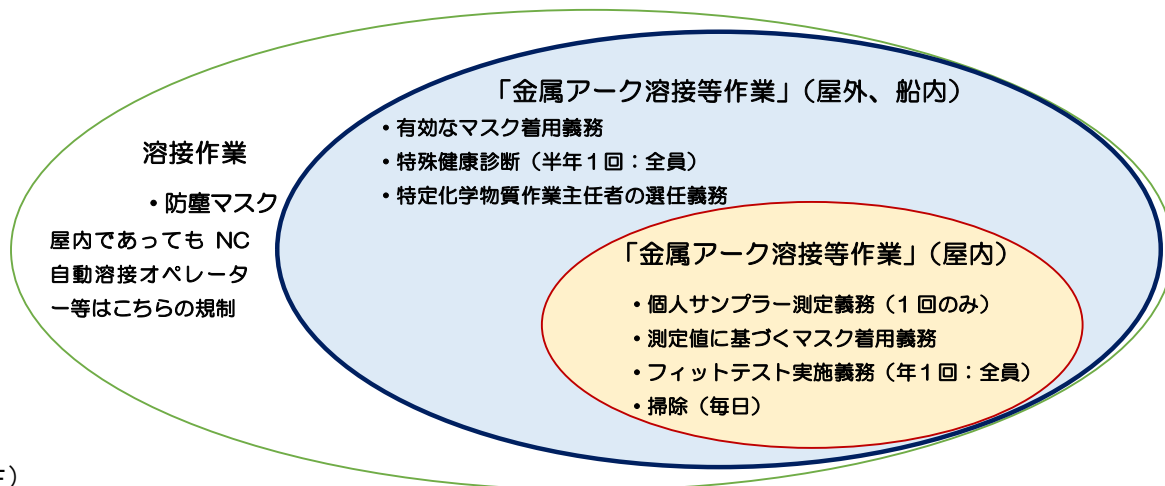 「金属アーク溶接等作業」（屋外、船内）
・有効なマスク着用義務
・特殊健康診断（半年１回：全員）
・特定化学物質作業主任者の選任義務
溶接作業
・防塵マスク
屋内であっても NC
自動溶接オペレータ
ー等はこちらの規制
「金属アーク溶接等作業」（屋内）
・個人サンプラー測定義務（１回のみ）
・測定値に基づくマスク着用義務
・フィットテスト実施義務（年１回：全員）
・掃除（毎日）